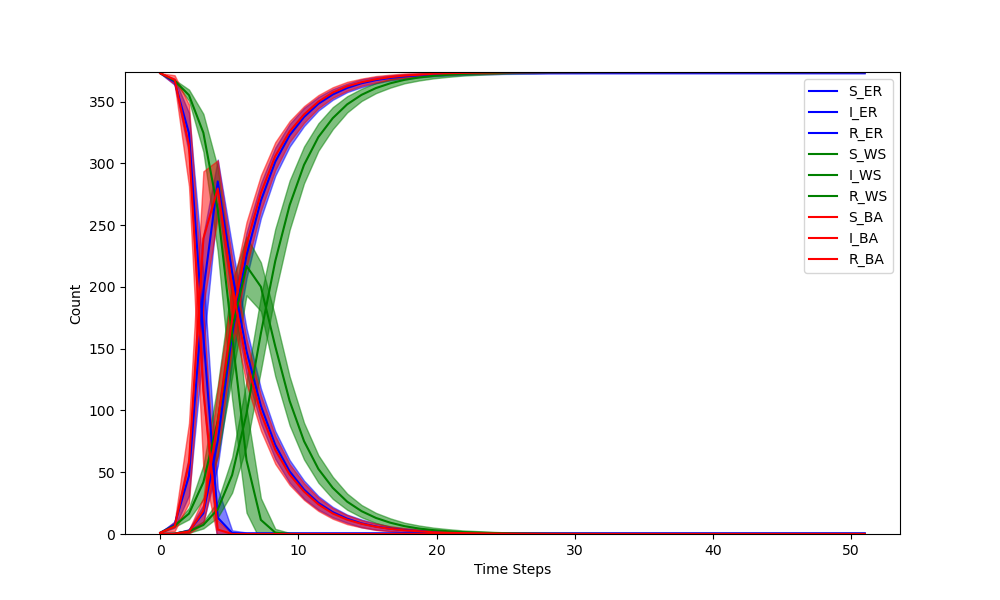 350
300
250
200
150
100
50
0
Count
0 10 20 30 40 50
Time Steps
S_ER
I_ER
R_ER
S_WS
I_WS
R_WS
S_BA
I_BA
R_BA